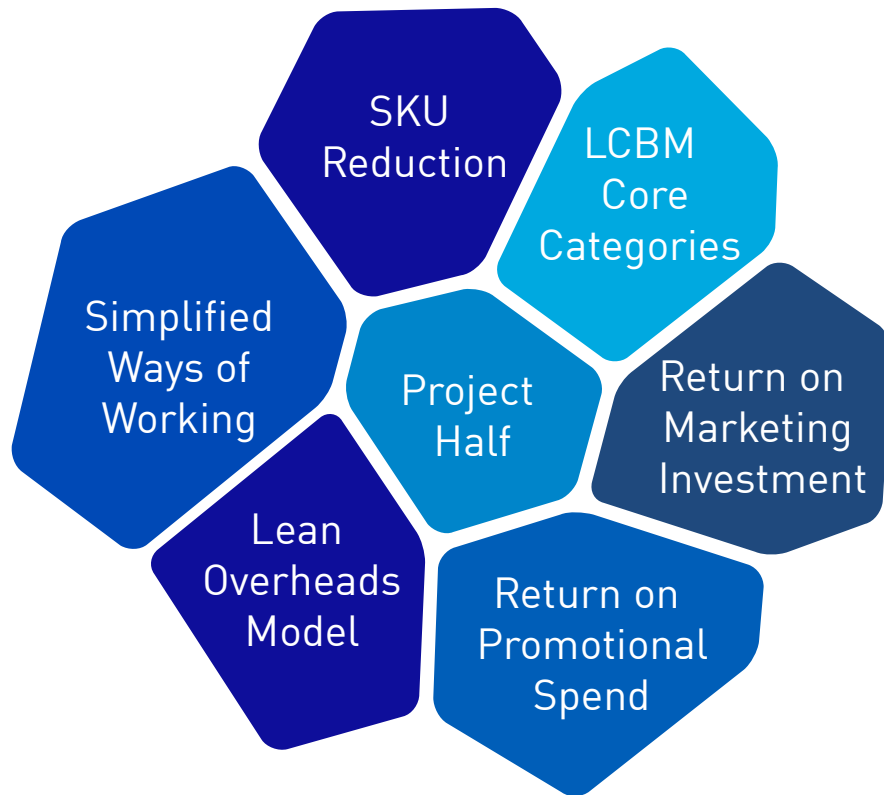 SKU
Reduction
LCBM
Core
Categories
Simplified
Ways of
Working
Project
Half
Return on
Marketing
Investment
Lean
Overheads
Model
Return on
Promotional
Spend